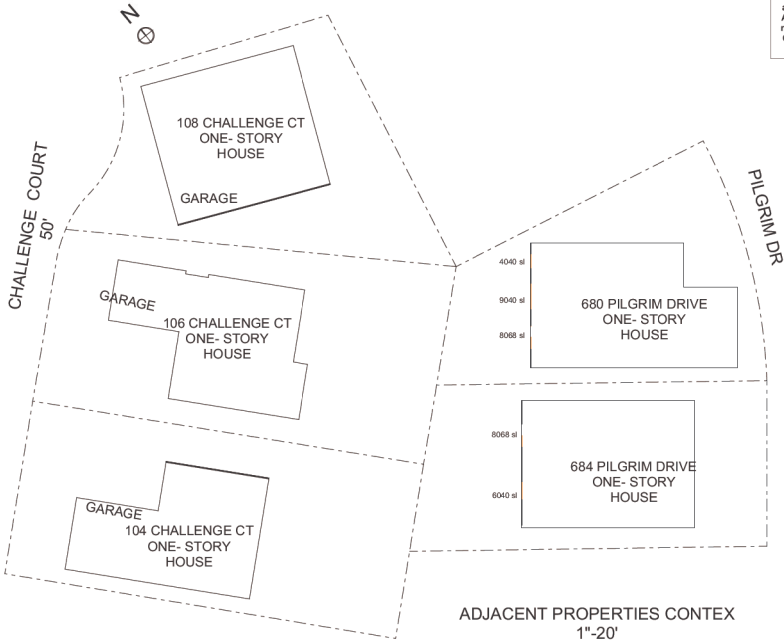 N
108 CHALLENGE CT
ONE- STORY
HOUSE
GARAGE
CHALLENGE COURT
50'
PILGRIM DR
GARAGE
106 CHALLENGE CT
ONE- STORY
HOUSE
4040 sl
9040 sl
8068 sl
680 PILGRIM DRIVE
ONE- STORY
HOUSE
8068 sl
6040 sl
684 PILGRIM DRIVE
ONE- STORY
HOUSE
GARAGE
104 CHALLENGE CT
ONE- STORY
HOUSE
ADJACENT PROPERTIES CONTEX
1"-20'